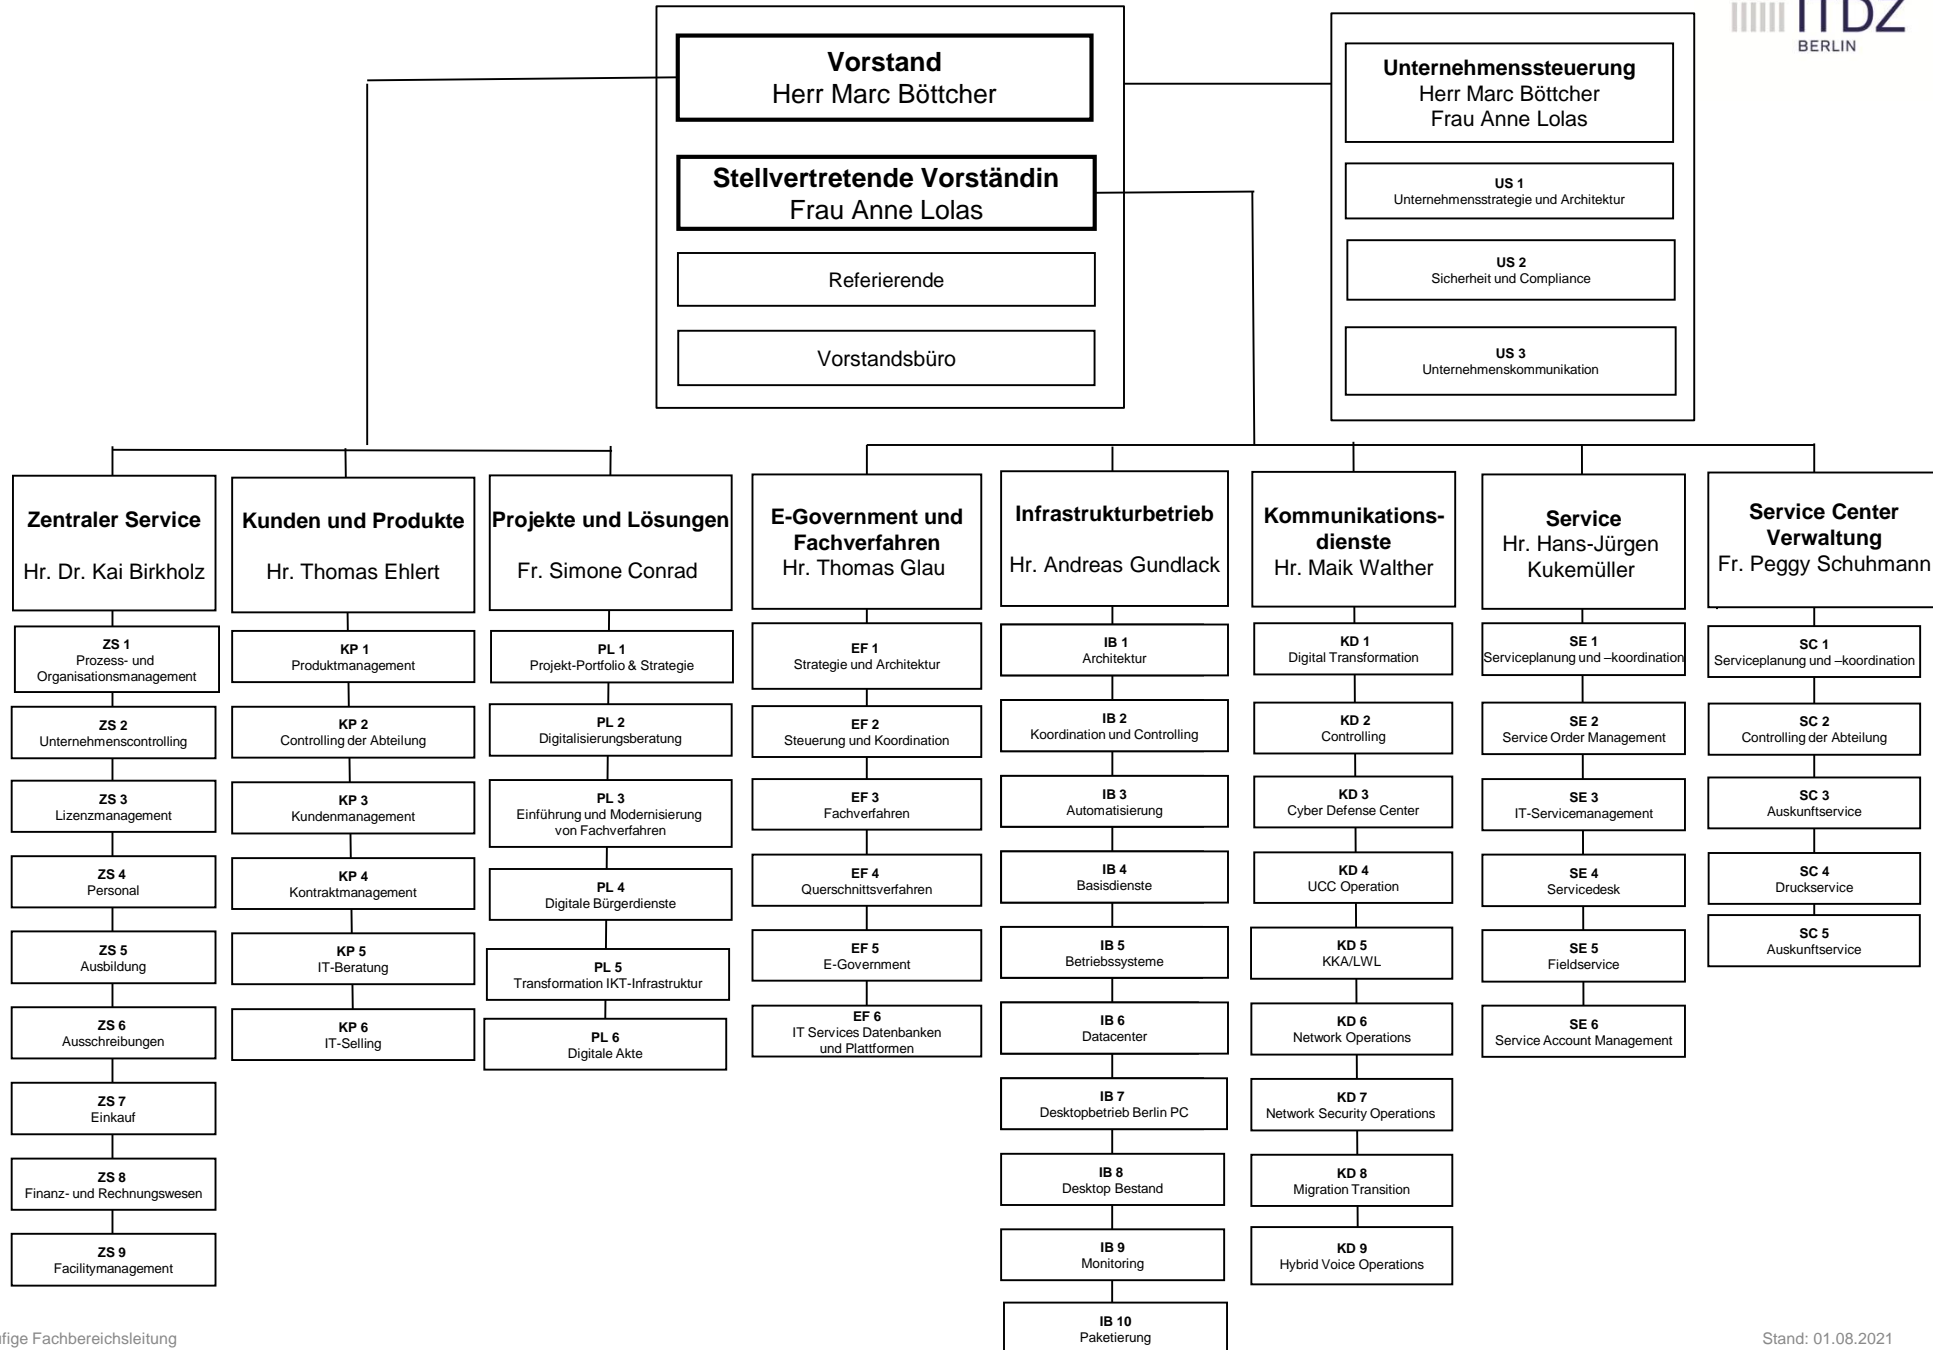 ITDZ
BERLIN
Vorstand
Herr Marc Böttcher
Stellvertretende Vorständin
Frau Anne Lolas
Referierende
Vorstandsbüro
Unternehmenssteuerung
Herr Marc Böttcher
Frau Anne Lolas
US 1
Unternehmensstrategie und Architektur
US 2
Sicherheit und Compliance
US 3
Unternehmenskommunikation
Zentraler Service
Hr. Dr. Kai Birkholz
ZS 1
Prozess- und
Organisationsmanagement
ZS 2
Unternehmenscontrolling
ZS 3
Lizenzmanagement
ZS 4
Personal
ZS 5
Ausbildung
ZS 6
Ausschreibungen
ZS 7
Einkauf
ZS 8
Finanz- und Rechnungswesen
ZS 9
Facilitymanagement
Kunden und Produkte
Hr. Thomas Ehlert
KP 1
Produktmanagement
KP 2
Controlling der Abteilung
KP 3
Kundenmanagement
KP 4
Kontraktmanagement
KP 5
IT-Beratung
KP 6
IT-Selling
Projekte und Lösungen
Fr. Simone Conrad
PL 1
Projekt-Portfolio & Strategie
PL 2
Digitalisierungsberatung
PL 3
Einführung und Modernisierung
von Fachverfahren
PL 4
Digitale Bürgerdienste
PL 5
Transformation IKT-Infrastruktur
PL 6
Digitale Akte
E-Government und
Fachverfahren
Hr. Thomas Glau
EF 1
Strategie und Architektur
EF 2
Steuerung und Koordination
EF 3
Fachverfahren
EF 4
Querschnittsverfahren
EF 5
E-Government
EF 6
IT Services Datenbanken
und Plattformen
Infrastrukturbetrieb
Hr. Andreas Gundlack
IB 1
Architektur
IB 2
Koordination und Controlling
IB 3
Automatisierung
IB 4
Basisdienste
IB 5
Betriebssysteme
IB 6
Datacenter
IB 7
Desktopbetrieb Berlin PC
IB 8
Desktop Bestand
IB 9
Monitoring
IB 10
Paketierung
Kommunikations-
dienste
Hr. Maik Walther
KD 1
Digital Transformation
KD 2
Controlling
KD 3
Cyber Defense Center
KD 4
UCC Operation
KD 5
KKA/LWL
KD 6
Network Operations
KD 7
Network Security Operations
KD 8
Migration Transition
KD 9
Hybrid Voice Operations
Service
Hr. Hans-Jürgen
Kukemüller
SE 1
Serviceplanung und –koordination
SE 2
Service Order Management
SE 3
IT-Servicemanagement
SE 4
Servicedesk
SE 5
Fieldservice
SE 6
Service Account Management
Service Center
Verwaltung
Fr. Peggy Schuhmann
SC 1
Serviceplanung und –koordination
SC 2
Controlling der Abteilung
SC 3
Auskunftservice
SC 4
Druckservice
SC 5
Auskunftservice
Fachbereichsleitung
Stand: 01.08.2021